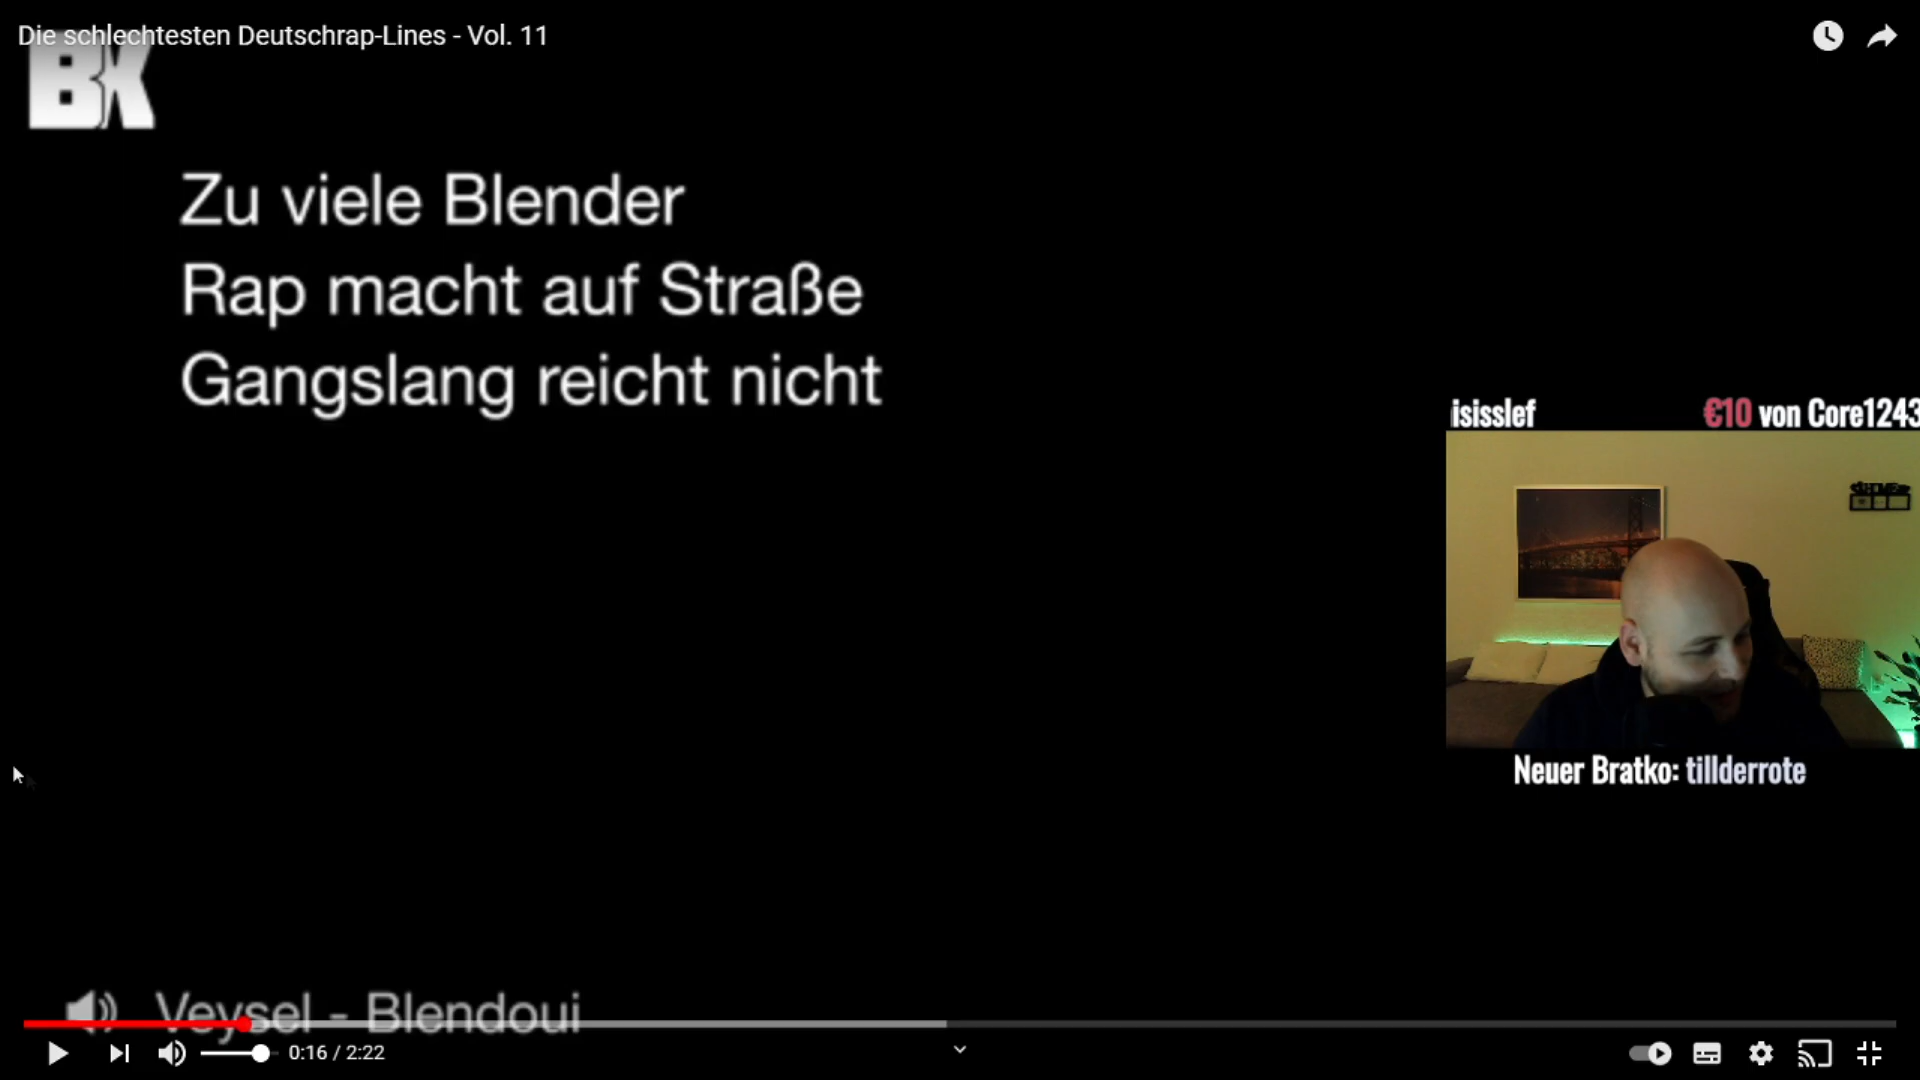 Die schlechtesten Deutschrap-Lines - Vol. 11
BK
Zu viele Blender
Rap macht auf Straße
Gangslang reicht nicht
isisslef
€10 von Core1243
Neuer Bratko: tillderrote
Veysel - Blendoui
0:16 / 2:22